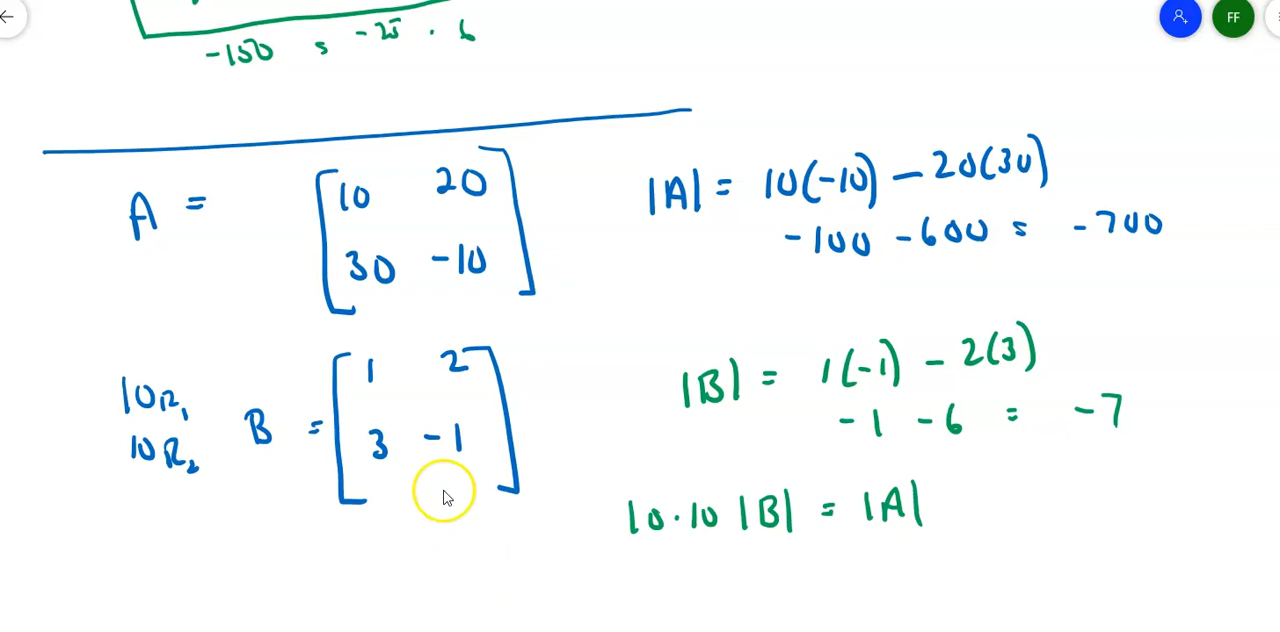 FF
-150 = -25 . 6
A = [10 20
30 -10]
|A| = 10(-10) - 20(30)
-100 -600 = -700
10R₁
10R₂
B = [1 2
3 -1]
|B| = 1(-1) - 2(3)
-1 -6 = -7
10·10 |B| = |A|